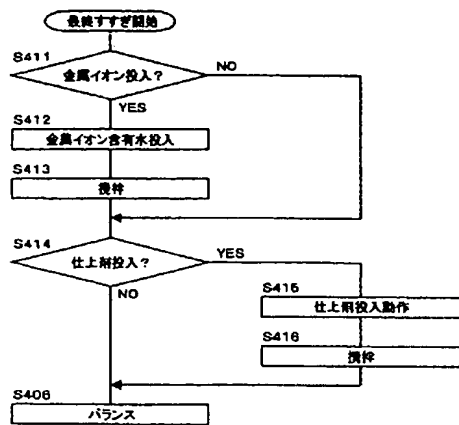 最終すすぎ開始
S411
金属イオン投入?
NO
YES
S412
金属イオン含有水投入
S413
攪拌
S414
仕上剤投入?
YES
NO
S415
仕上剤投入動作
S416
攪拌
S406
バランス